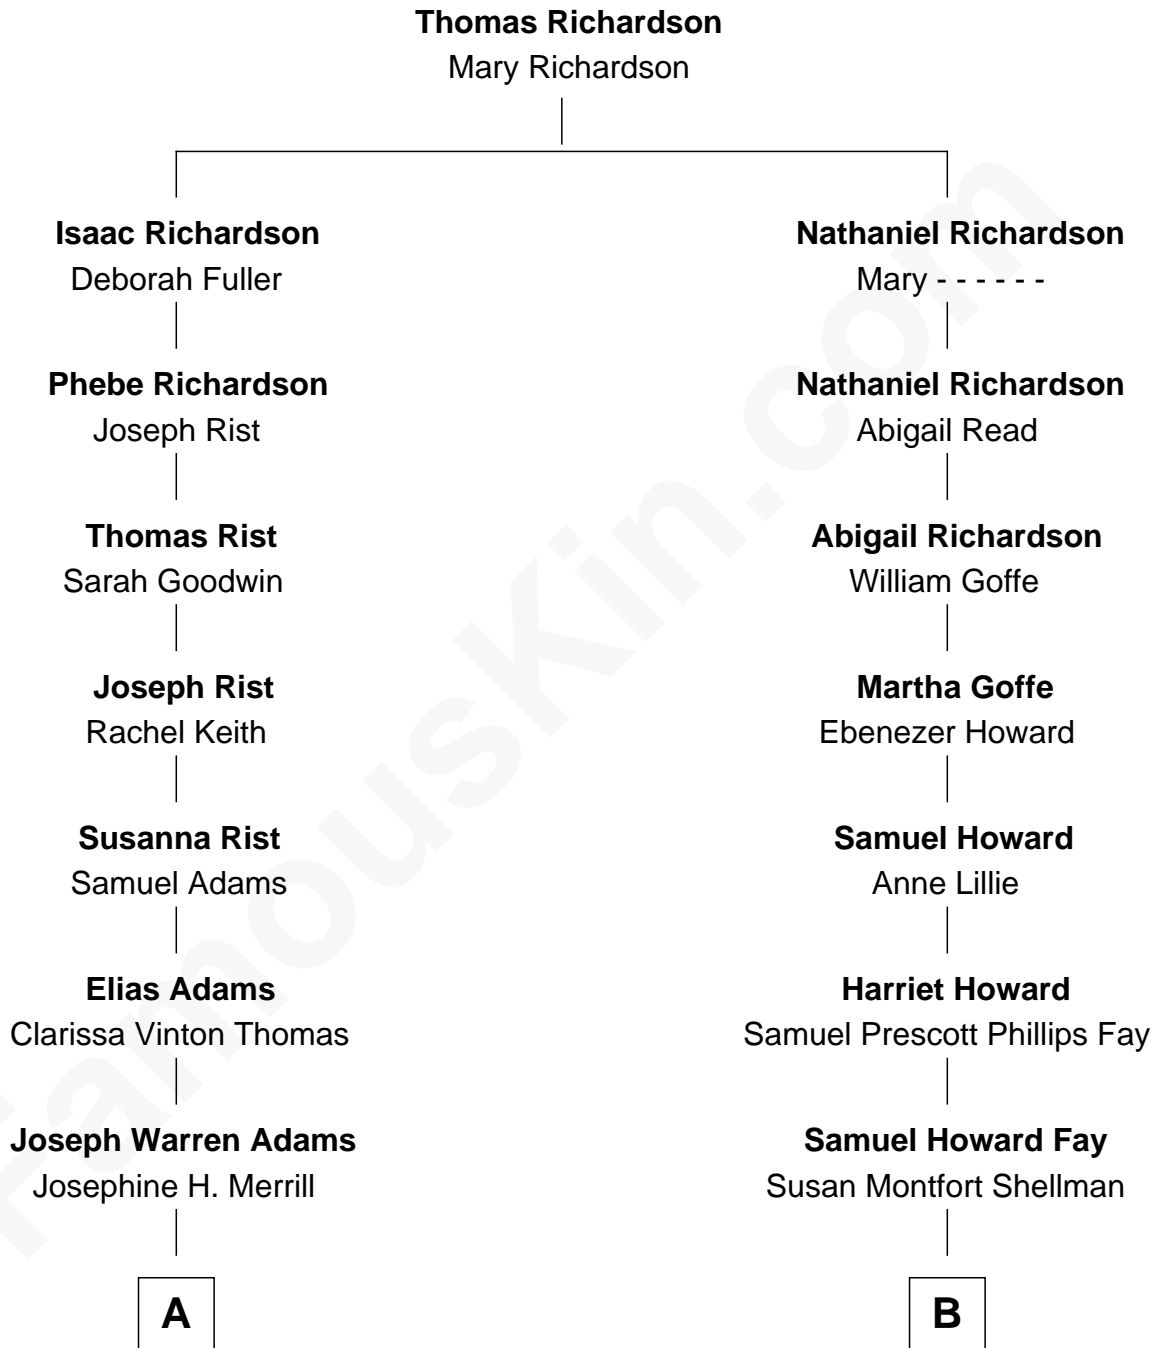 Thomas Richardson
Mary Richardson
Isaac Richardson
Deborah Fuller
Phebe Richardson
Joseph Rist
Thomas Rist
Sarah Goodwin
Joseph Rist
Rachel Keith
Susanna Rist
Samuel Adams
Elias Adams
Clarissa Vinton Thomas
Joseph Warren Adams
Josephine H. Merrill
A
Nathaniel Richardson
Mary - - - - - -
Nathaniel Richardson
Abigail Read
Abigail Richardson
William Goffe
Martha Goffe
Ebenezer Howard
Samuel Howard
Anne Lillie
Harriet Howard
Samuel Prescott Phillips Fay
Samuel Howard Fay
Susan Montfort Shellman
B
FamousKin.com